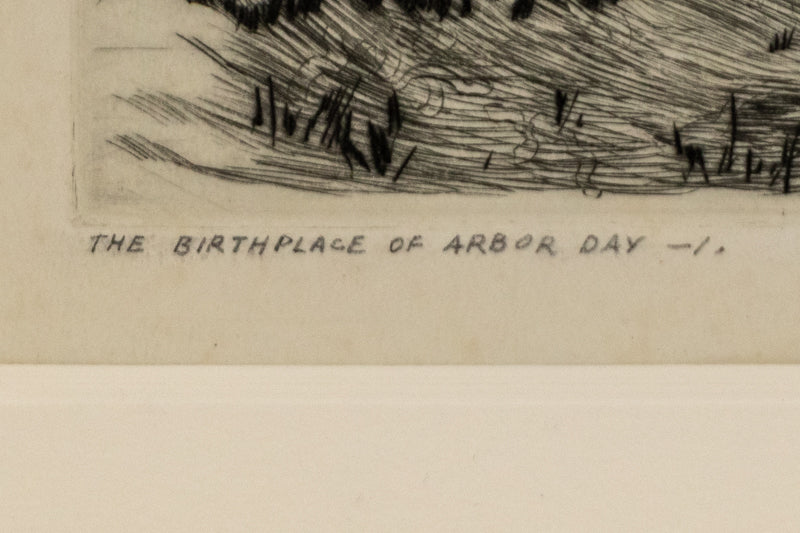 THE BIRTHPLACE OF ARBOR DAY -1.